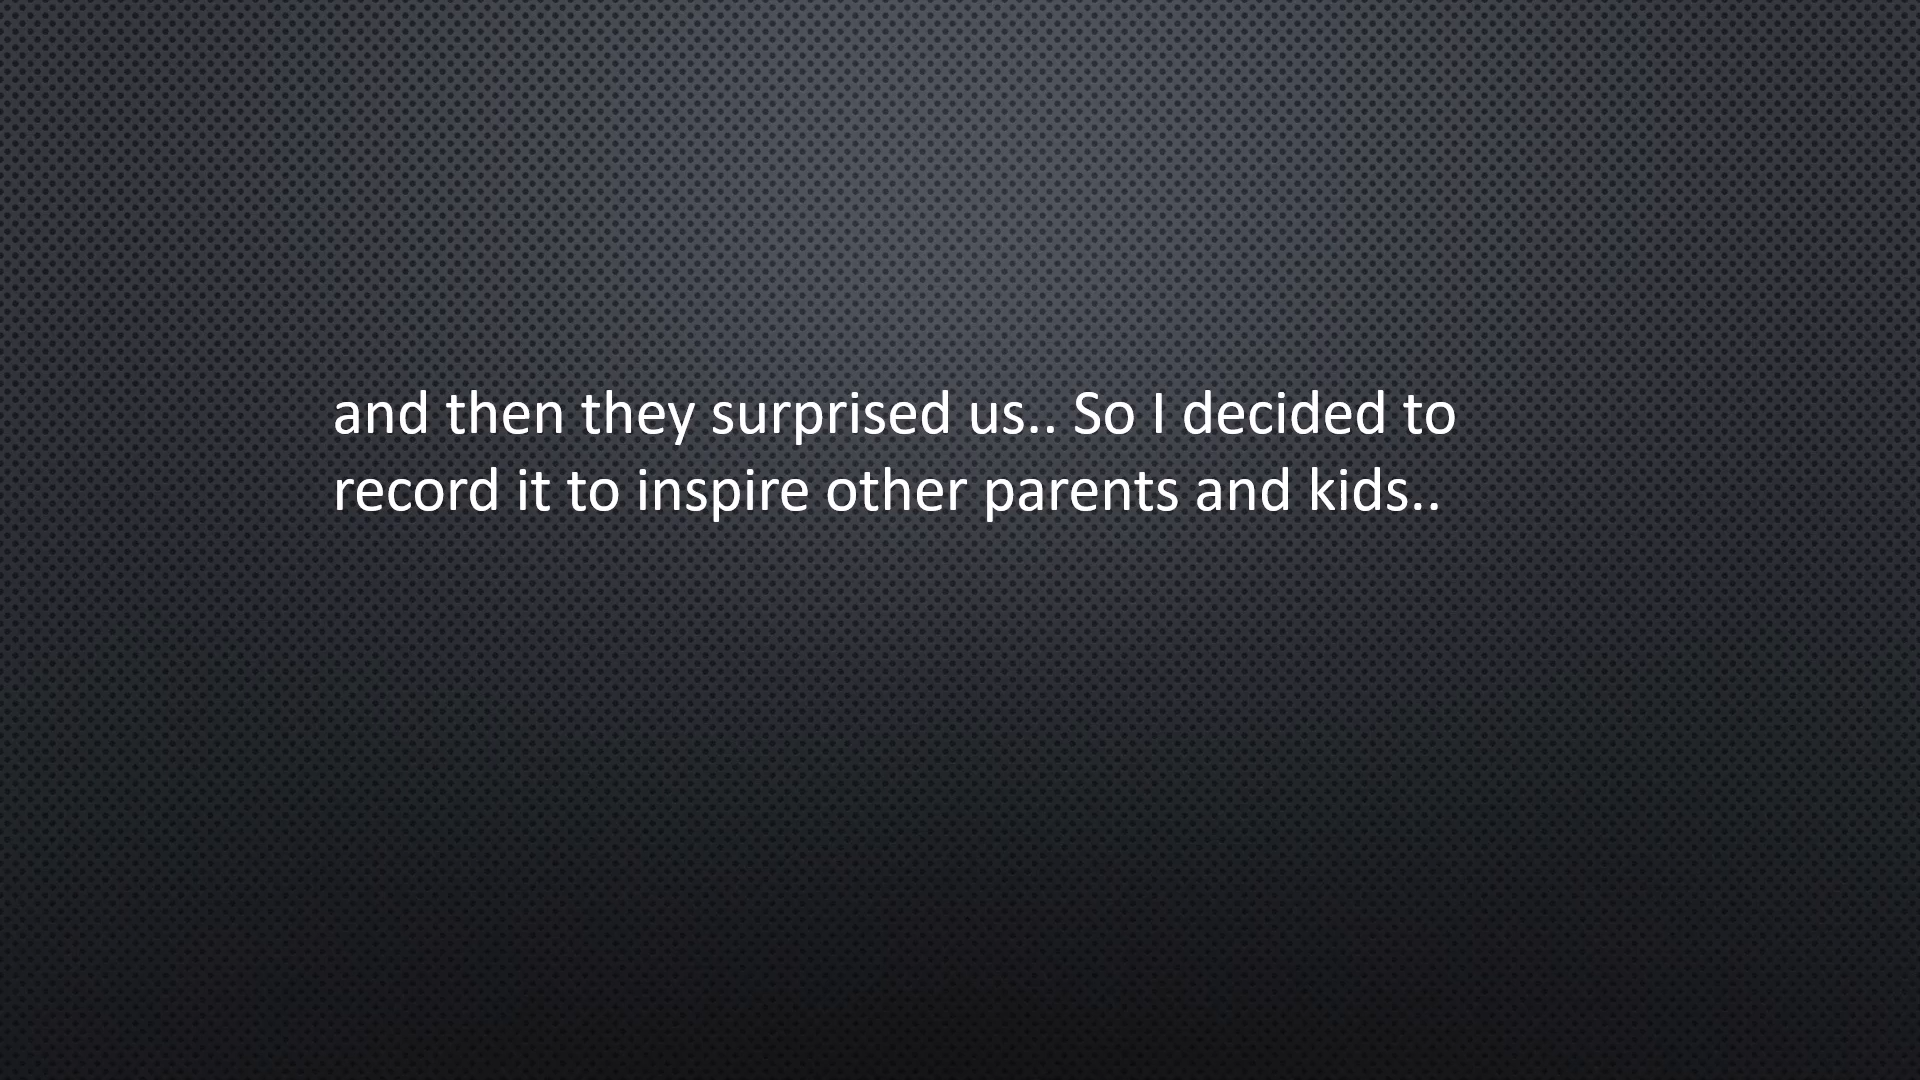 and then they surprised us.. So I decided to
record it to inspire other parents and kids..